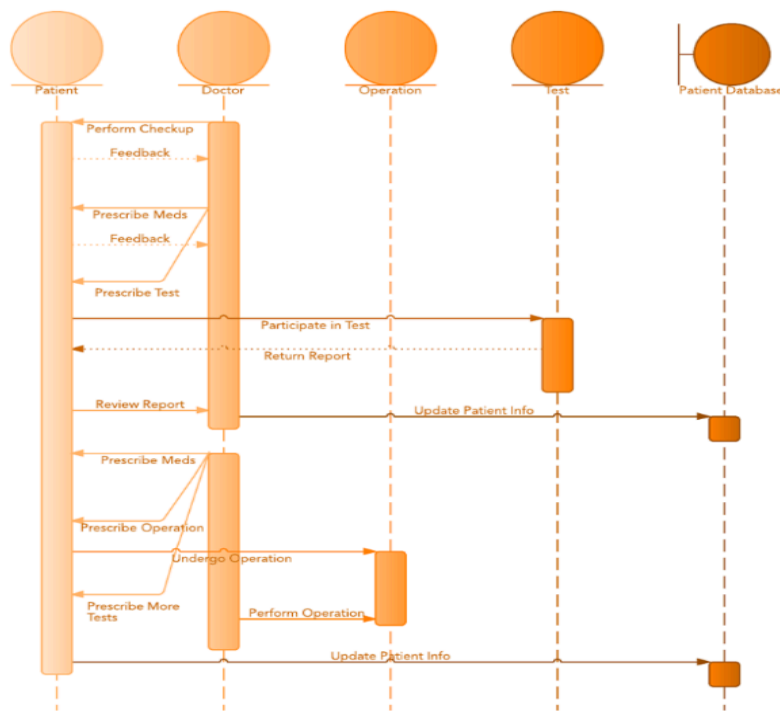 Patient
Doctor
Operation
Test
Patient Database
Perform Checkup
Feedback
Prescribe Meds
Feedback
Prescribe Test
Participate in Test
Return Report
Review Report
Update Patient Info
Prescribe Meds
Prescribe Operation
Undergo Operation
Prescribe More
Tests
Perform Operation
Update Patient Info